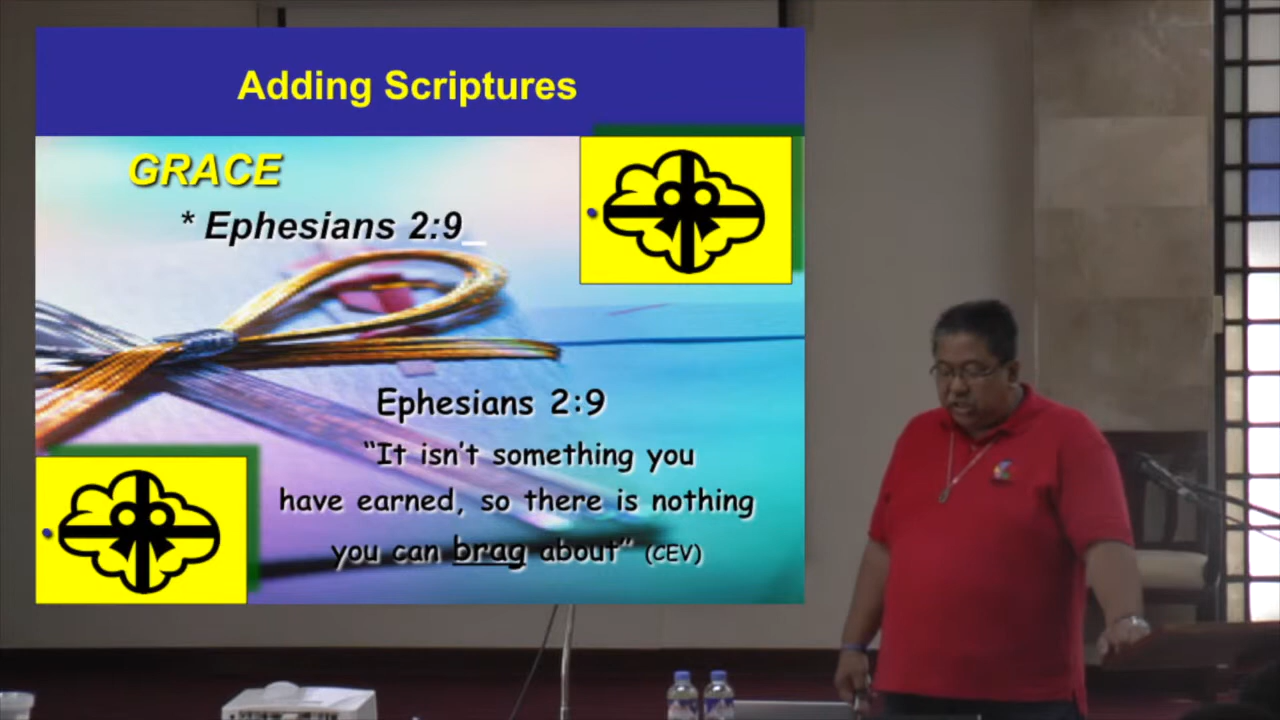 Adding Scriptures
GRACE
* Ephesians 2:9_
Ephesians 2:9
“It isn’t something you
have earned, so there is nothing
you can brag about” (CEV)